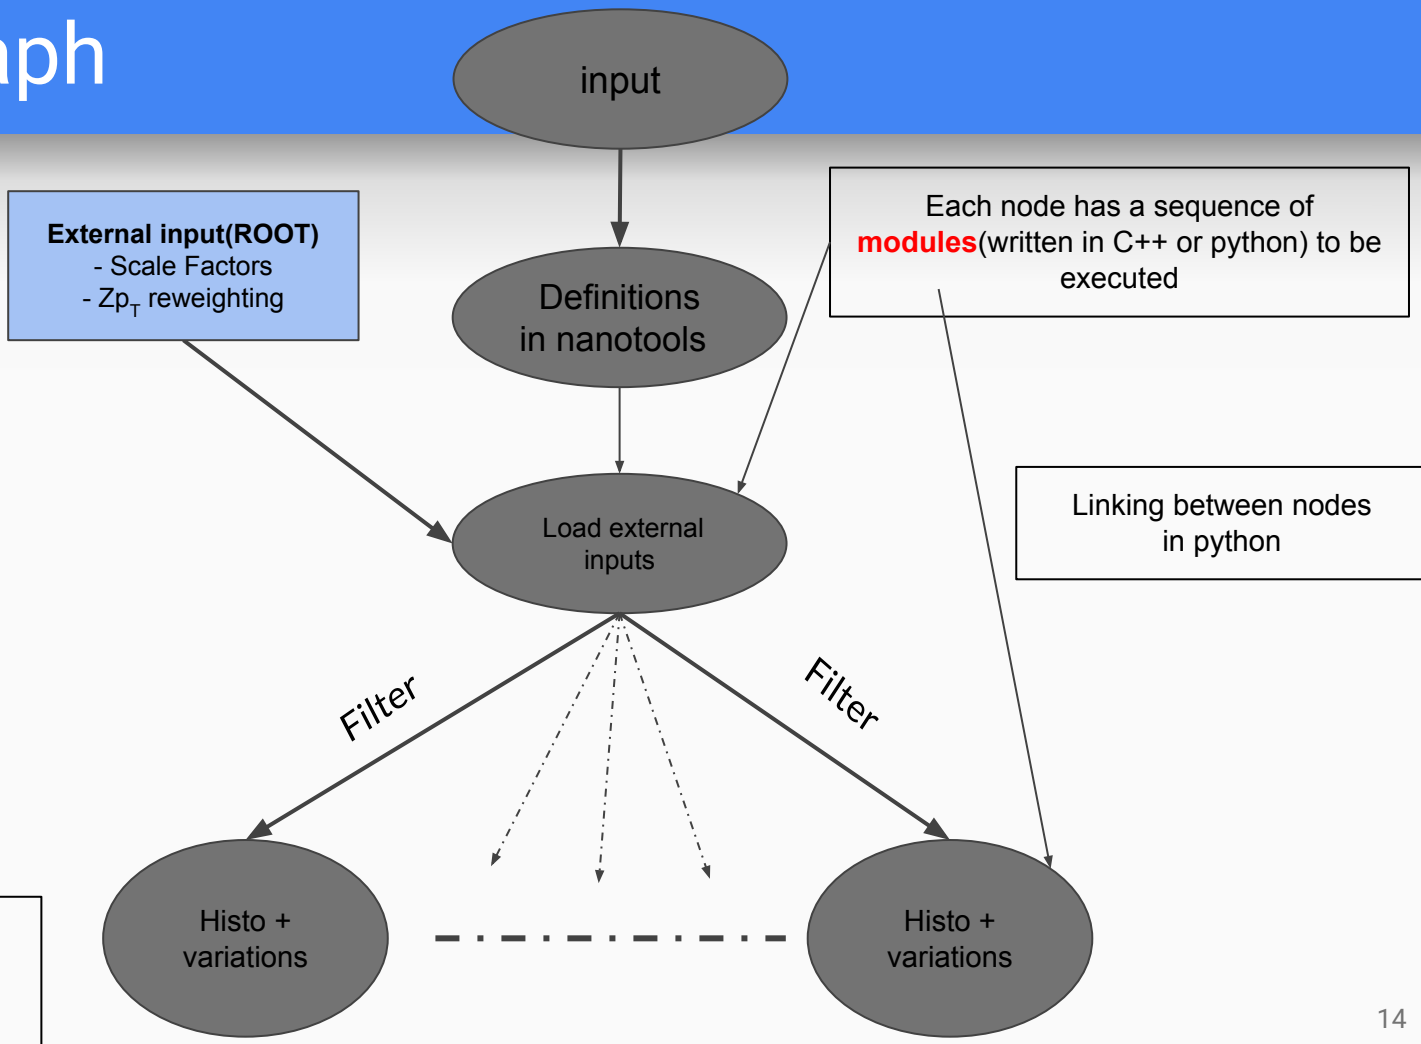 aph
input
External input(ROOT)
- Scale Factors
- Zp_T reweighting
Each node has a sequence of
modules(written in C++ or python) to be
executed
Definitions
in nanotools
Load external
inputs
Linking between nodes
in python
Filter
Filter
Histo +
variations
Histo +
variations
14